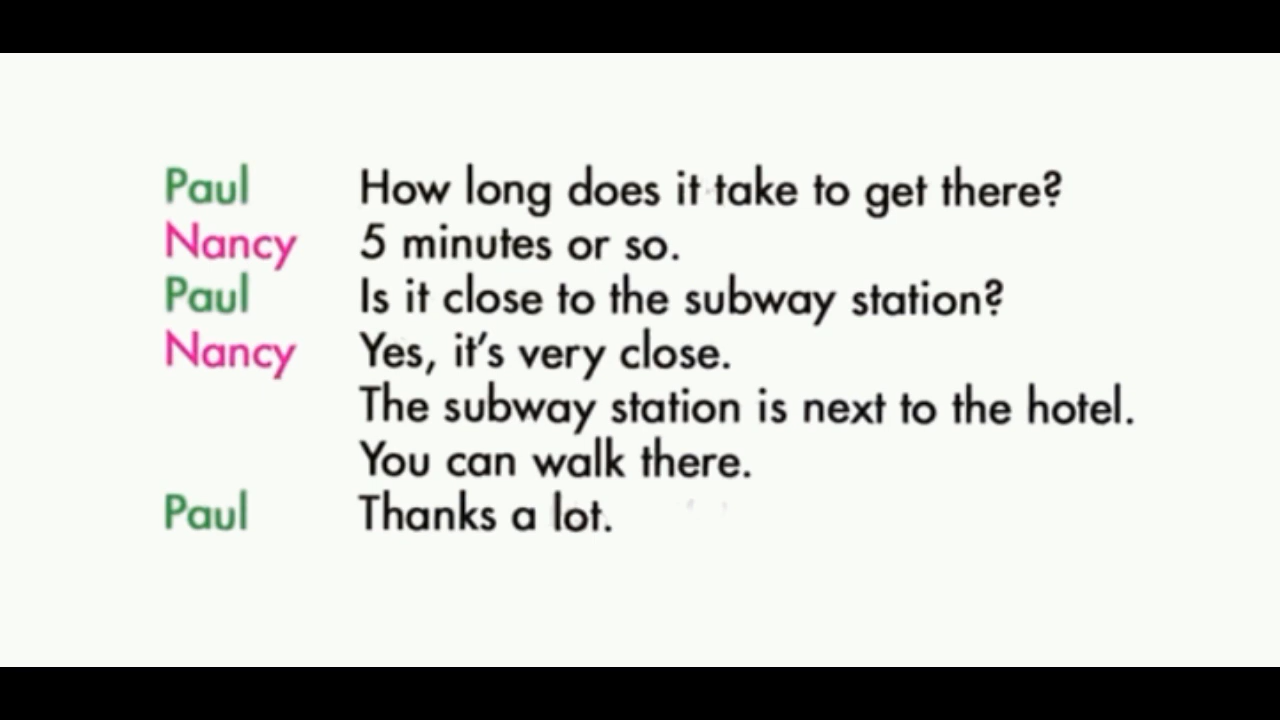 Paul How long does it take to get there?
Nancy 5 minutes or so.
Paul Is it close to the subway station?
Nancy Yes, it's very close.
The subway station is next to the hotel.
You can walk there.
Paul Thanks a lot.